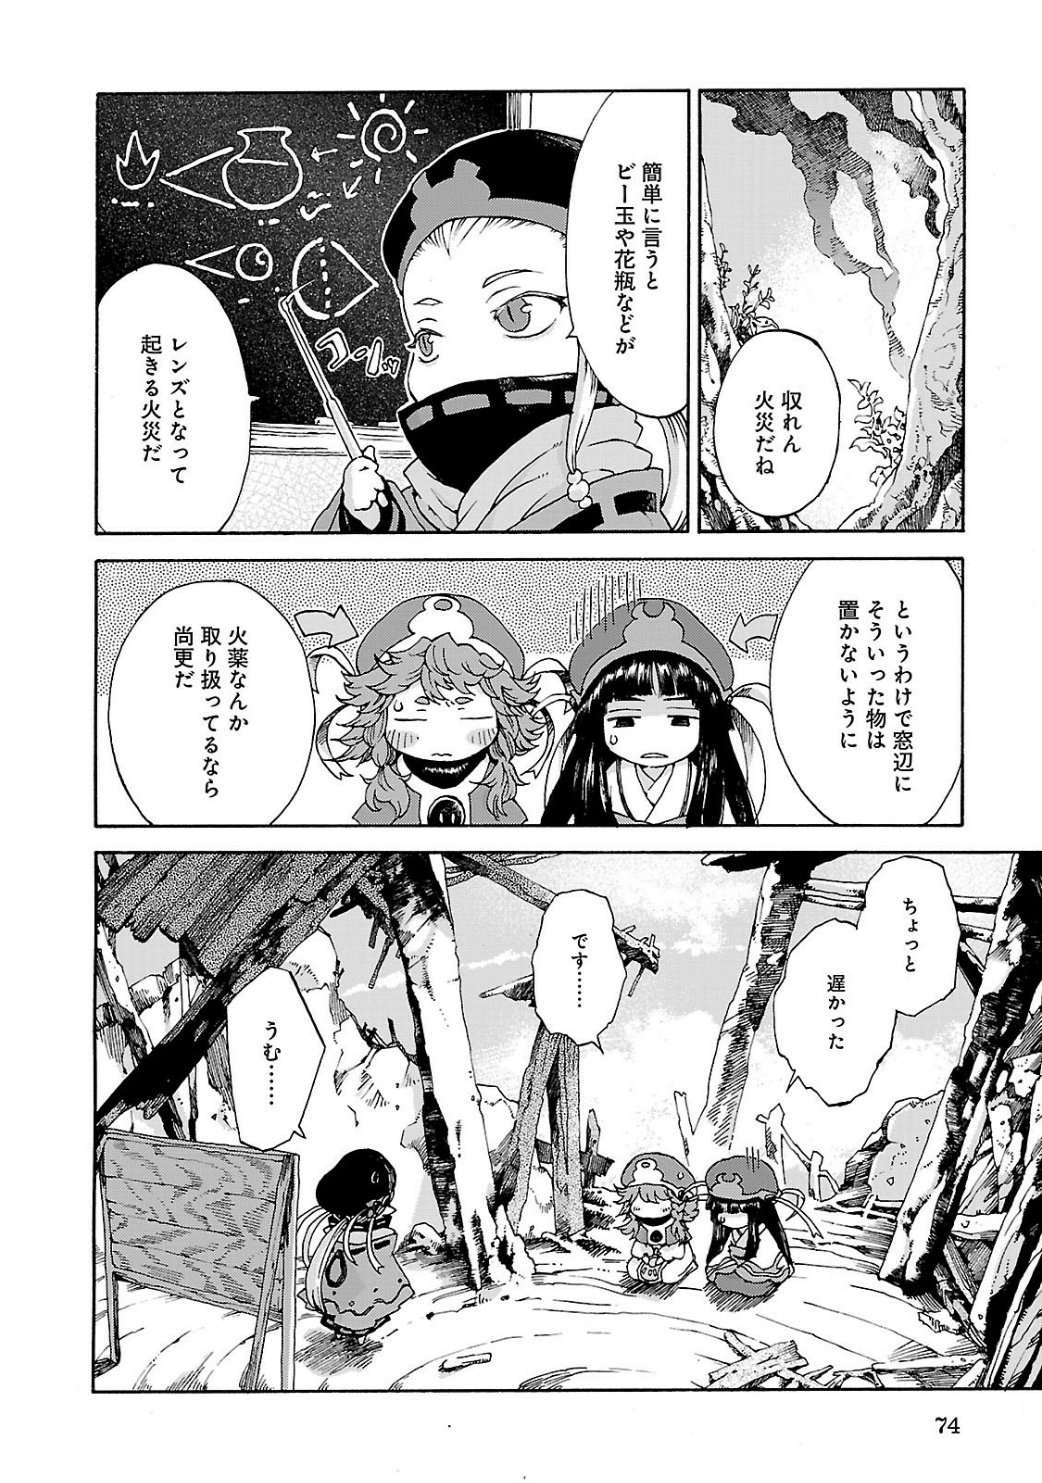 収れん
火災だね
簡単に言うと
ビー玉や花瓶などが
コーリッ
レンズとなって
起きる火災だ
というわけで窓辺に
そういった物は
置かないように
火薬なんか
取り扱ってるなら
尚更だ
ちょっと
遅かった
です……
うむ……
74